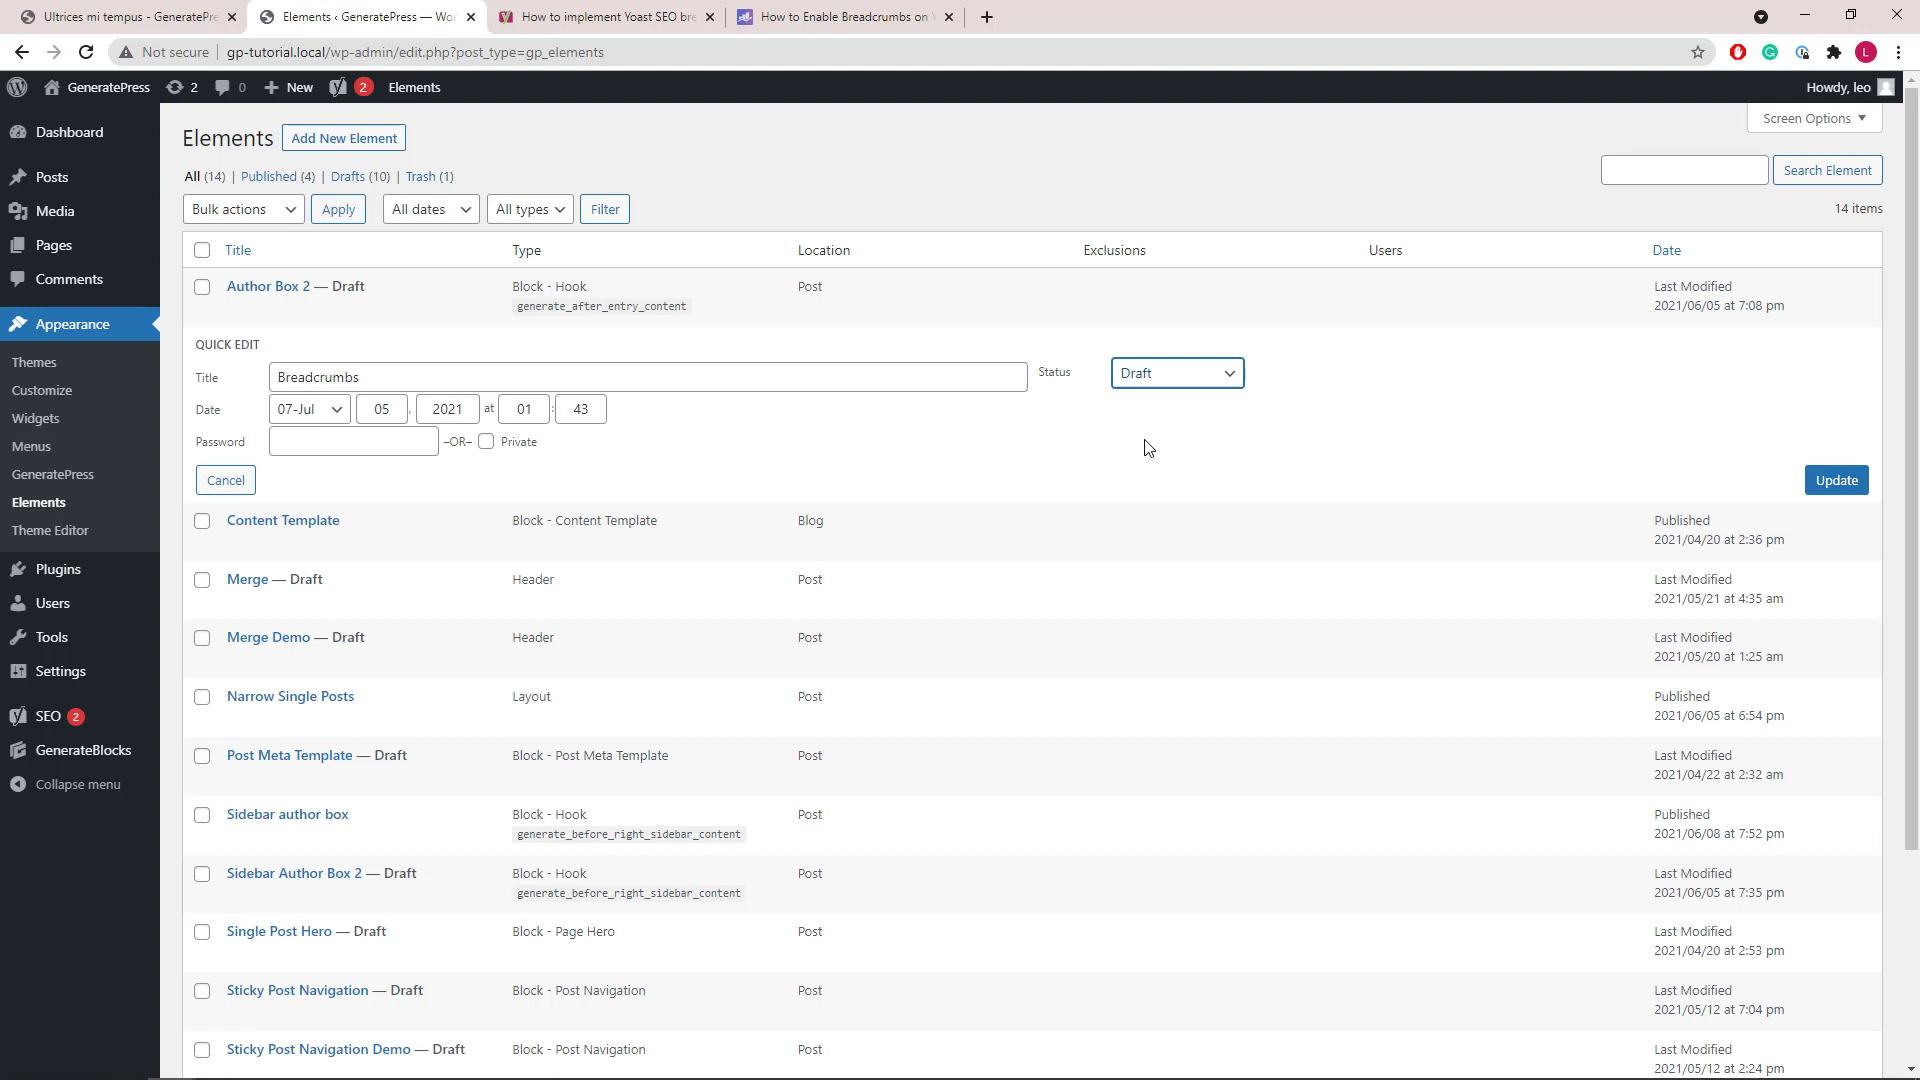 Ultrices mi tempus - GeneratePre
Elements ‹ GeneratePress — Wor
How to implement Yoast SEO bre
How to Enable Breadcrumbs on
Not secure
gp-tutorial.local/wp-admin/edit.php?post_type=gp_elements
L
GeneratePress
2
0
New
2
Elements
Howdy, leo
Dashboard
Posts
Media
Pages
Comments
Appearance
Themes
Customize
Widgets
Menus
GeneratePress
Elements
Theme Editor
Plugins
Users
Tools
Settings
SEO 2
GenerateBlocks
Collapse menu
Elements
Add New Element
Screen Options
All (14) | Published (4) | Drafts (10) | Trash (1)
Search Element
Bulk actions
Apply
All dates
All types
Filter
14 items
Title
Type
Location
Exclusions
Users
Date
Author Box 2 — Draft
Block - Hook
generate_after_entry_content
Post
Last Modified
2021/06/05 at 7:08 pm
QUICK EDIT
Title
Breadcrumbs
Status
Draft
Date
07-Jul
05
,
2021
at
01
:
43
Password
–OR–
Private
Cancel
Update
Content Template
Block - Content Template
Blog
Published
2021/04/20 at 2:36 pm
Merge — Draft
Header
Post
Last Modified
2021/05/21 at 4:35 am
Merge Demo — Draft
Header
Post
Last Modified
2021/05/20 at 1:25 am
Narrow Single Posts
Layout
Post
Published
2021/06/05 at 6:54 pm
Post Meta Template — Draft
Block - Post Meta Template
Post
Last Modified
2021/04/22 at 2:32 am
Sidebar author box
Block - Hook
generate_before_right_sidebar_content
Post
Published
2021/06/08 at 7:52 pm
Sidebar Author Box 2 — Draft
Block - Hook
generate_before_right_sidebar_content
Post
Last Modified
2021/06/05 at 7:35 pm
Single Post Hero — Draft
Block - Page Hero
Post
Last Modified
2021/04/20 at 2:53 pm
Sticky Post Navigation — Draft
Block - Post Navigation
Post
Last Modified
2021/05/12 at 7:04 pm
Sticky Post Navigation Demo — Draft
Block - Post Navigation
Post
Last Modified
2021/05/12 at 2:24 pm